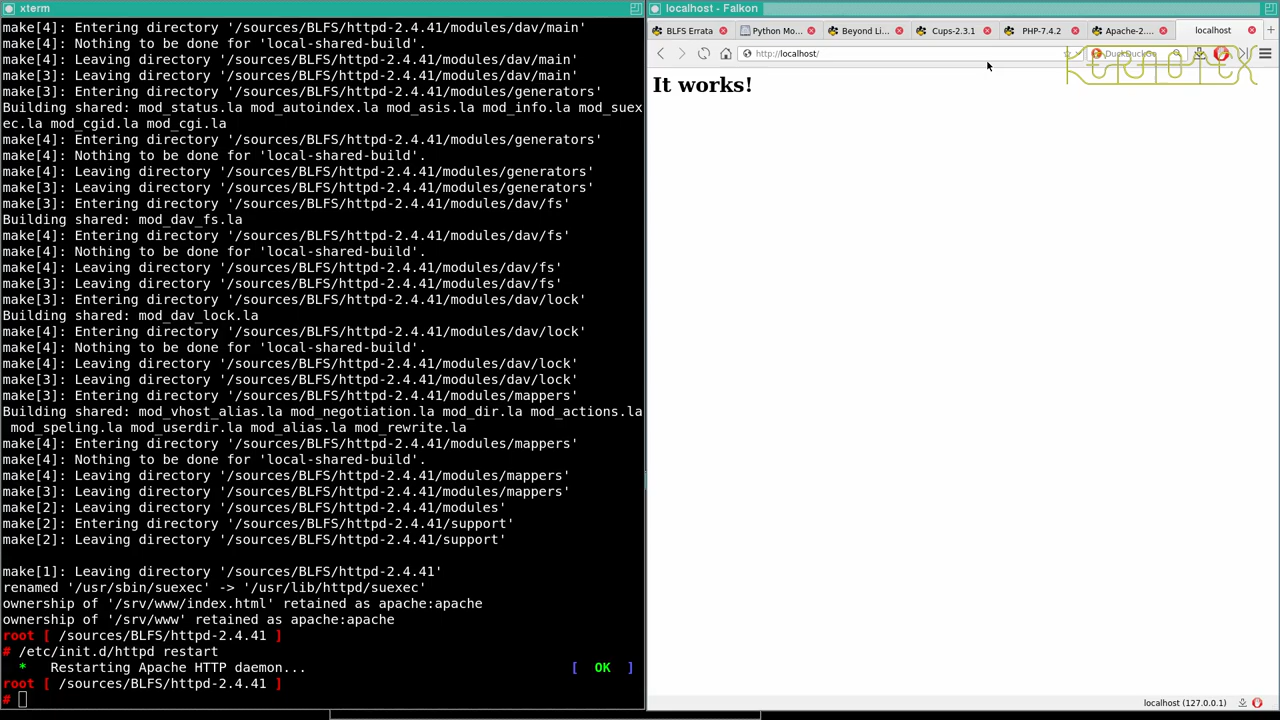 xterm
make[4]: Entering directory '/sources/BLFS/httpd-2.4.41/modules/dav/main'
make[4]: Nothing to be done for 'local-shared-build'.
make[4]: Leaving directory '/sources/BLFS/httpd-2.4.41/modules/dav/main'
make[3]: Leaving directory '/sources/BLFS/httpd-2.4.41/modules/dav/main'
make[3]: Entering directory '/sources/BLFS/httpd-2.4.41/modules/generators'
Building shared: mod_status.la mod_autoindex.la mod_asis.la mod_info.la mod_suex
ec.la mod_cgid.la mod_cgi.la
make[4]: Entering directory '/sources/BLFS/httpd-2.4.41/modules/generators'
make[4]: Nothing to be done for 'local-shared-build'.
make[4]: Leaving directory '/sources/BLFS/httpd-2.4.41/modules/generators'
make[3]: Leaving directory '/sources/BLFS/httpd-2.4.41/modules/generators'
make[3]: Entering directory '/sources/BLFS/httpd-2.4.41/modules/dav/fs'
Building shared: mod_dav_fs.la
make[4]: Entering directory '/sources/BLFS/httpd-2.4.41/modules/dav/fs'
make[4]: Nothing to be done for 'local-shared-build'.
make[4]: Leaving directory '/sources/BLFS/httpd-2.4.41/modules/dav/fs'
make[3]: Leaving directory '/sources/BLFS/httpd-2.4.41/modules/dav/fs'
make[3]: Entering directory '/sources/BLFS/httpd-2.4.41/modules/dav/lock'
Building shared: mod_dav_lock.la
make[4]: Entering directory '/sources/BLFS/httpd-2.4.41/modules/dav/lock'
make[4]: Nothing to be done for 'local-shared-build'.
make[4]: Leaving directory '/sources/BLFS/httpd-2.4.41/modules/dav/lock'
make[3]: Leaving directory '/sources/BLFS/httpd-2.4.41/modules/dav/lock'
make[3]: Entering directory '/sources/BLFS/httpd-2.4.41/modules/mappers'
Building shared: mod_vhost_alias.la mod_negotiation.la mod_dir.la mod_actions.la
mod_speling.la mod_userdir.la mod_alias.la mod_rewrite.la
make[4]: Entering directory '/sources/BLFS/httpd-2.4.41/modules/mappers'
make[4]: Nothing to be done for 'local-shared-build'.
make[4]: Leaving directory '/sources/BLFS/httpd-2.4.41/modules/mappers'
make[3]: Leaving directory '/sources/BLFS/httpd-2.4.41/modules/mappers'
make[2]: Leaving directory '/sources/BLFS/httpd-2.4.41/modules'
make[2]: Entering directory '/sources/BLFS/httpd-2.4.41/support'
make[2]: Leaving directory '/sources/BLFS/httpd-2.4.41/support'
make[1]: Leaving directory '/sources/BLFS/httpd-2.4.41'
renamed '/usr/sbin/suexec' -> '/usr/lib/httpd/suexec'
ownership of '/srv/www/index.html' retained as apache:apache
ownership of '/srv/www' retained as apache:apache
root [ /sources/BLFS/httpd-2.4.41 ]
# /etc/init.d/httpd restart
* Restarting Apache HTTP daemon... [ OK ]
root [ /sources/BLFS/httpd-2.4.41 ]
#
localhost - Falkon
BLFS Errata Python Mo... Beyond Li... Cups-2.3.1 PHP-7.4.2 Apache-2.... localhost
http://localhost/ DuckDuckGo
It works!
localhost (127.0.0.1)